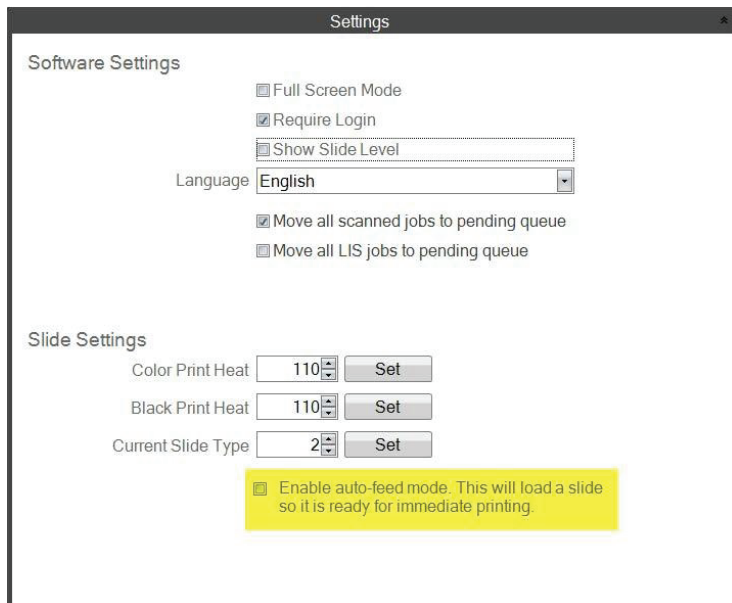 Settings
Software Settings
Full Screen Mode
Require Login
Show Slide Level
Language English
Move all scanned jobs to pending queue
Move all LIS jobs to pending queue
Slide Settings
Color Print Heat 110 Set
Black Print Heat 110 Set
Current Slide Type 2 Set
Enable auto-feed mode. This will load a slide
so it is ready for immediate printing.